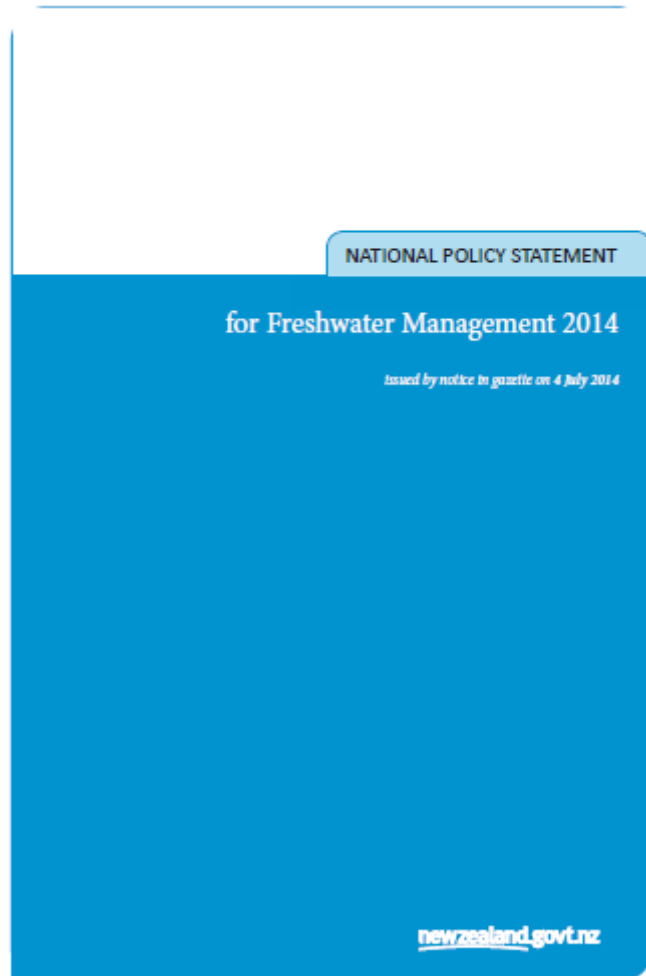 NATIONAL POLICY STATEMENT
for Freshwater Management 2014
issued by notice in gazette on 4 July 2014
newzealand.govt.nz